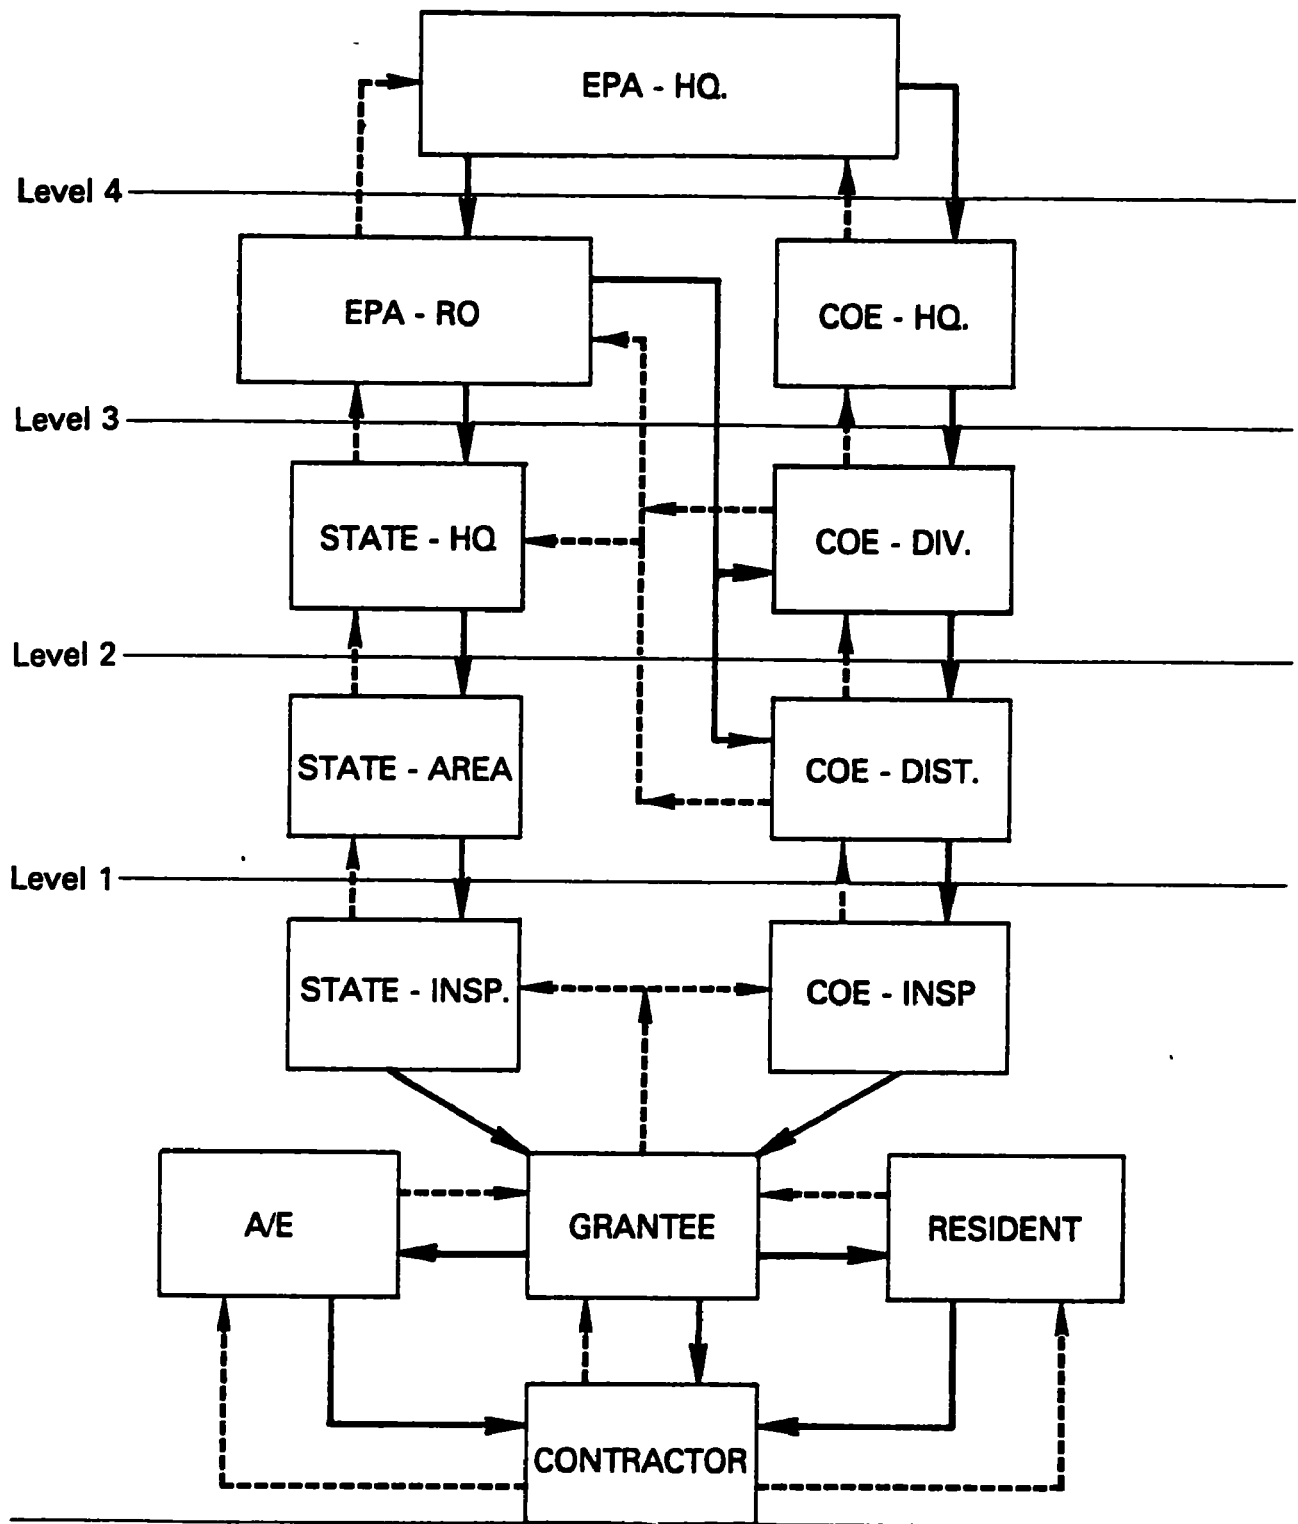 EPA - HQ.
Level 4
EPA - RO
COE - HQ.
Level 3
STATE - HQ
COE - DIV.
Level 2
STATE - AREA
COE - DIST.
Level 1
STATE - INSP.
COE - INSP
A/E
GRANTEE
RESIDENT
CONTRACTOR